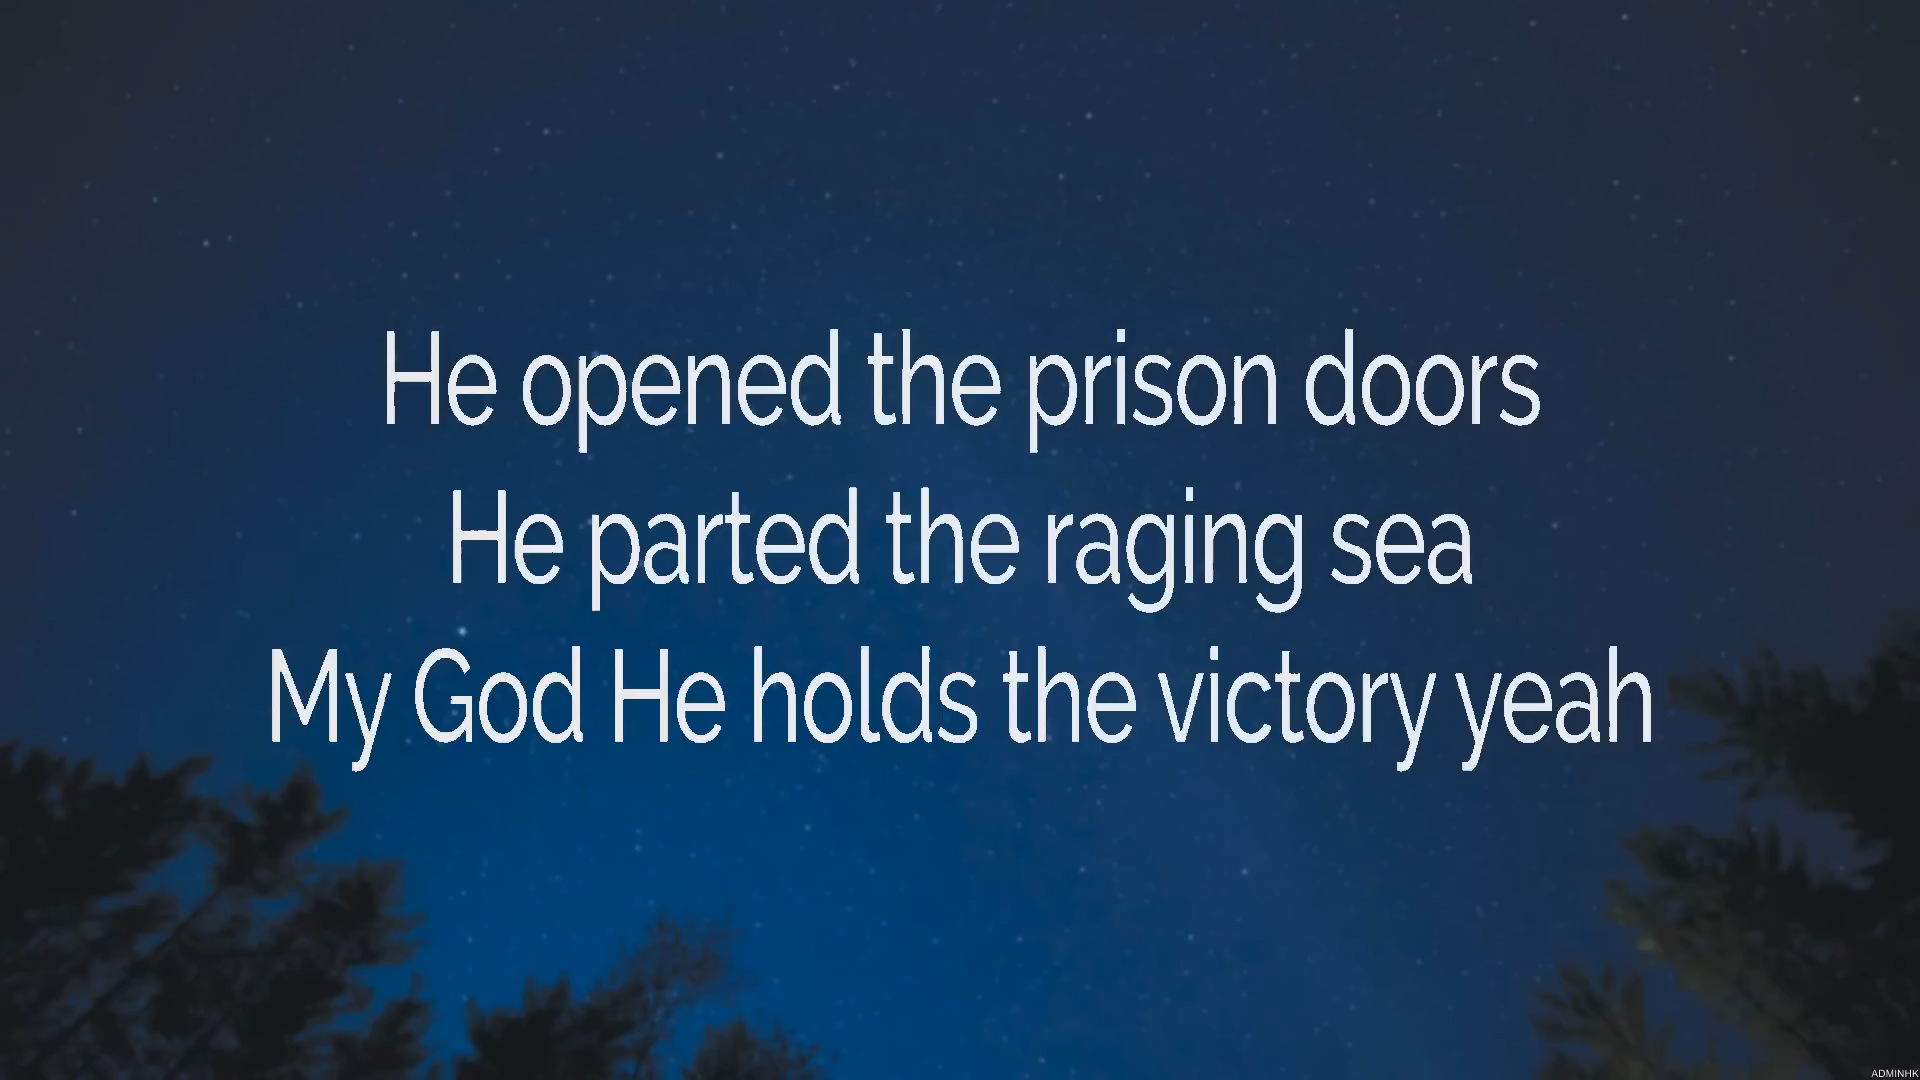 He opened the prison doors
He parted the raging sea
My God He holds the victory yeah
ADMINHK